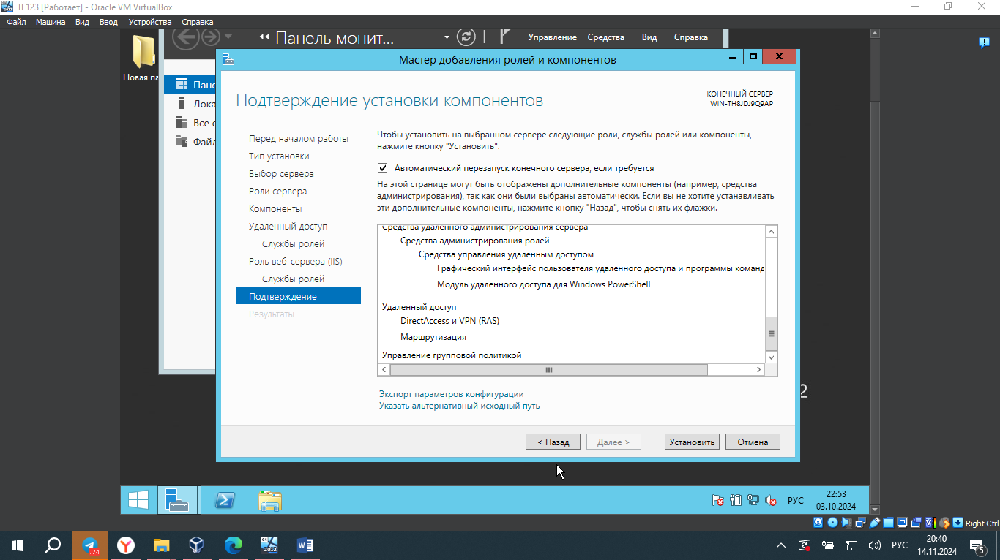 TF123 [Работает] - Oracle VM VirtualBox
Файл Машина Вид Ввод Устройства Справка
Панель монит...
Управление Средства Вид Справка
Новая па
Пане
Лока
Все с
Файл
Мастер добавления ролей и компонентов
Подтверждение установки компонентов
КОНЕЧНЫЙ СЕРВЕР
WIN-TH8JDJ9Q9AP
Перед началом работы
Тип установки
Выбор сервера
Роли сервера
Компоненты
Удаленный доступ
Службы ролей
Роль веб-сервера (IIS)
Службы ролей
Подтверждение
Результаты
Чтобы установить на выбранном сервере следующие роли, службы ролей или компоненты,
нажмите кнопку "Установить".
Автоматический перезапуск конечного сервера, если требуется
На этой странице могут быть отображены дополнительные компоненты (например, средства
администрирования), так как они были выбраны автоматически. Если вы не хотите устанавливать
эти дополнительные компоненты, нажмите кнопку "Назад", чтобы снять их флажки.
Средства удаленного администрирования сервера
Средства администрирования ролей
Средства управления удаленным доступом
Графический интерфейс пользователя удаленного доступа и программы команд
Модуль удаленного доступа для Windows PowerShell
Удаленный доступ
DirectAccess и VPN (RAS)
Маршрутизация
Управление групповой политикой
Экспорт параметров конфигурации
Указать альтернативный исходный путь
< Назад
Далее >
Установить
Отмена
2
РУС
22:53
03.10.2024
Right Ctrl
74
2012
РУС
20:40
14.11.2024
5